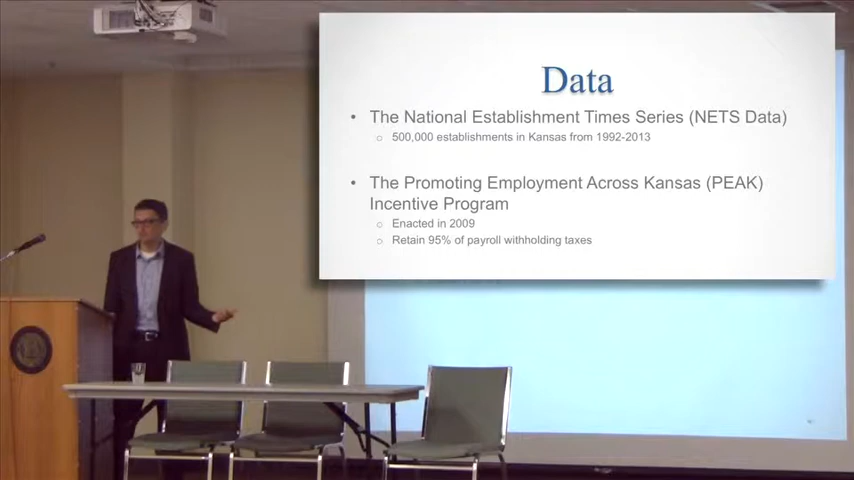 Data
• The National Establishment Times Series (NETS Data)
o 500,000 establishments in Kansas from 1992-2013
• The Promoting Employment Across Kansas (PEAK)
Incentive Program
o Enacted in 2009
o Retain 95% of payroll withholding taxes